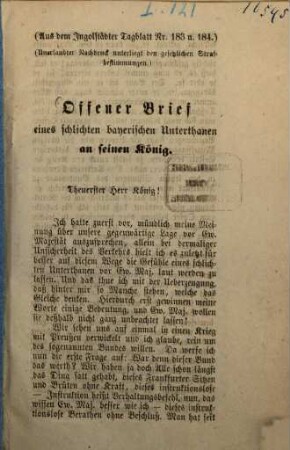 I. 121
16545
(Aus dem Ingolstädter Tagblatt Nr. 183 u. 184.)
(Unerlaubter Nachdruck unterliegt den gesetzlichen Straf-
bestimmungen.)
Offener Brief
eines schlichten bayerischen Unterthanen
an seinen König.
Theuerster Herr König!
Ich hatte zuerst vor, mündlich meine Mei-
nung über unsere gegenwärtige Lage vor Ew.
Majestät auszusprechen, allein bei dermaliger
Unsicherheit des Verkehrs hielt ich es zuletzt für
besser auf diesem Wege die Gefühle eines schlich-
ten Unterthanen vor Ew. Maj. laut werden zu
lassen. Und das thue ich mit der Ueberzeugung,
daß hinter mir so Manche stehen, welche das
Gleiche denken. Hierdurch erst gewinnen meine
Worte einige Bedeutung, und Ew. Maj. wollen
sie deßhalb nicht ganz unbeachtet lassen!
Wir sehen uns auf einmal in einen Krieg
mit Preußen verwickelt und ich glaube, rein um
des sogenannten Bundes willen. Da werfe ich
nun die erste Frage auf: War denn dieser Bund
das werth? Wir haben ja doch Alle schon längst
das Ding satt gehabt, dieses Frankfurter Sitzen
und Brüten ohne Kraft, dieses instruktionslose
— Instruktion heißt Verhaltungsbefehl, nun, das
wissen Ew. Maj. besser wie ich — dieses instruk-
tionslose Berathen ohne Beschluß. Man hat seit